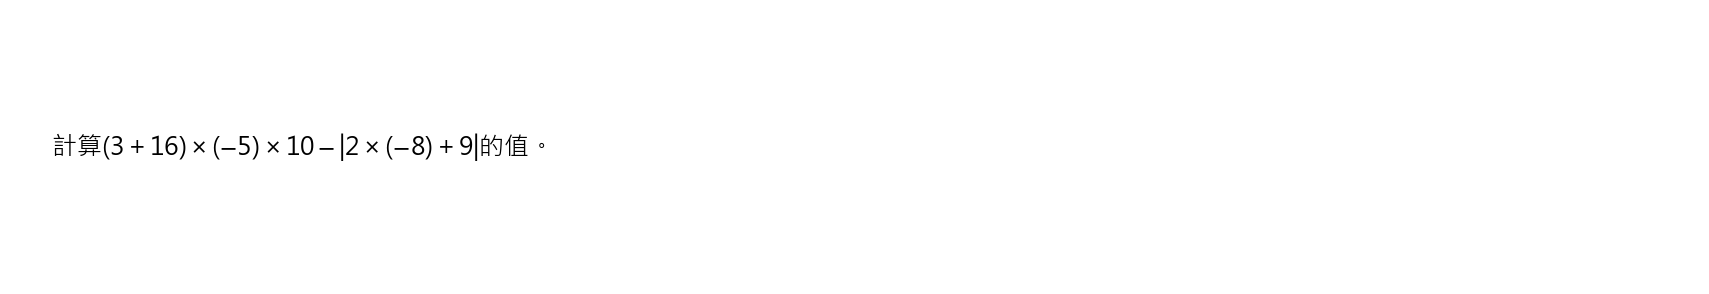 計算(3 + 16) × (−5) × 10 − |2 × (−8) + 9|的值。